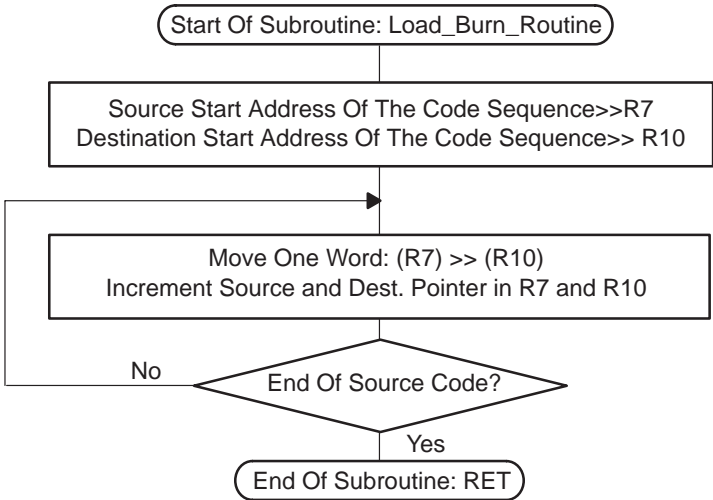 Start Of Subroutine: Load_Burn_Routine
Source Start Address Of The Code Sequence>>R7
Destination Start Address Of The Code Sequence>> R10
Move One Word: (R7) >> (R10)
Increment Source and Dest. Pointer in R7 and R10
No
End Of Source Code?
Yes
End Of Subroutine: RET